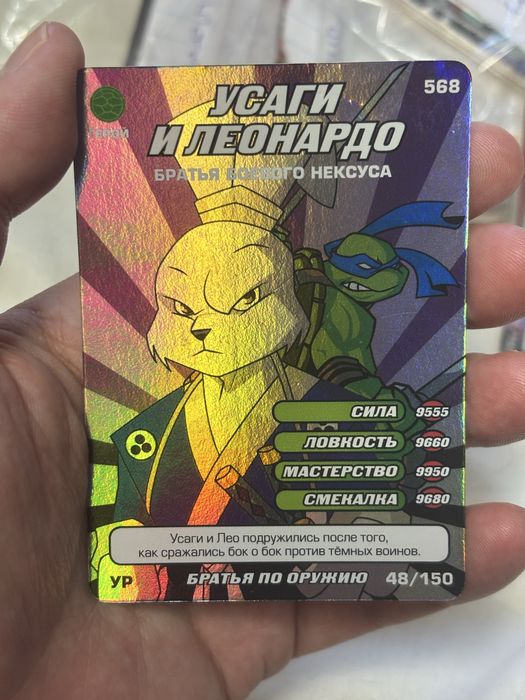 568
УСАГИ
И ЛЕОНАРДО
ГЕРОИ
БРАТЬЯ БОЕВОГО НЕКСУСА
СИЛА 9555
ЛОВКОСТЬ 9660
МАСТЕРСТВО 9950
СМЕКАЛКА 9680
Усаги и Лео подружились после того,
как сражались бок о бок против тёмных воинов.
УР БРАТЬЯ ПО ОРУЖИЮ 48/150